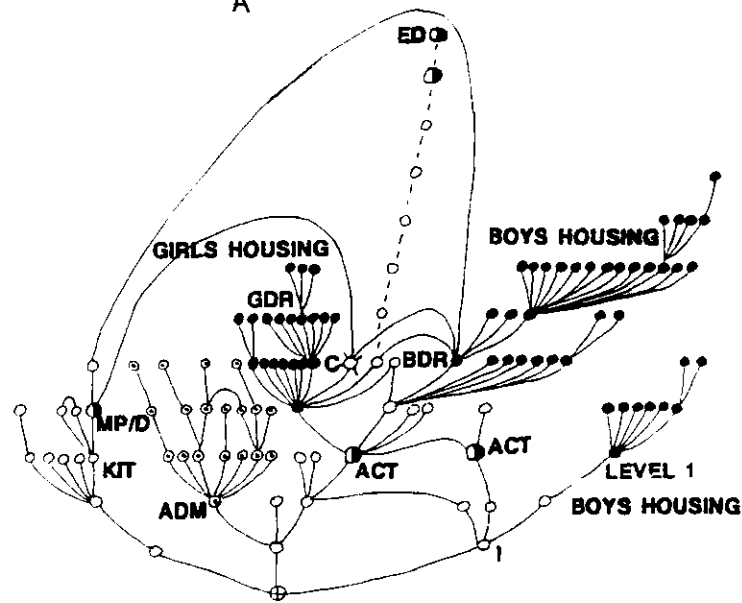 A
ED
GIRLS HOUSING
BOYS HOUSING
GDR
C
BDR
MP/D
KIT
ACT
ACT
ADM
LEVEL 1
BOYS HOUSING
1